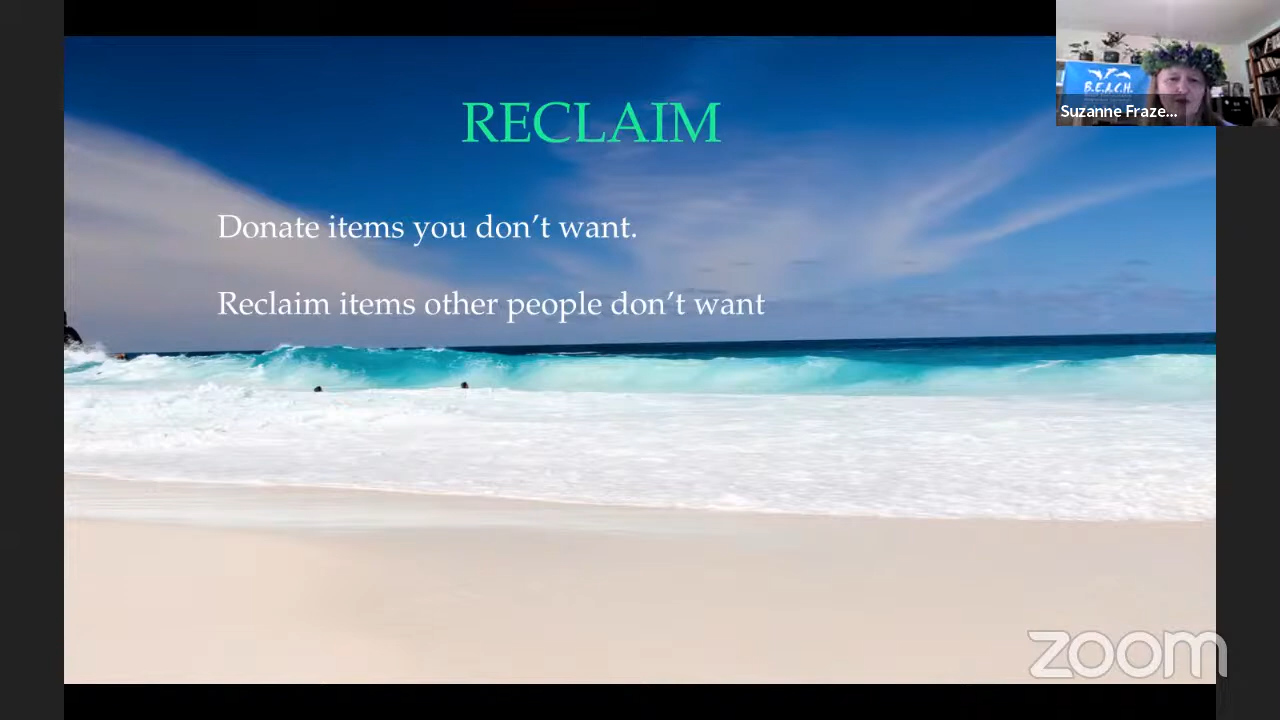 RECLAIM
Donate items you don’t want.
Reclaim items other people don’t want
B.E.A.C.H.
Suzanne Fraze...
zoom